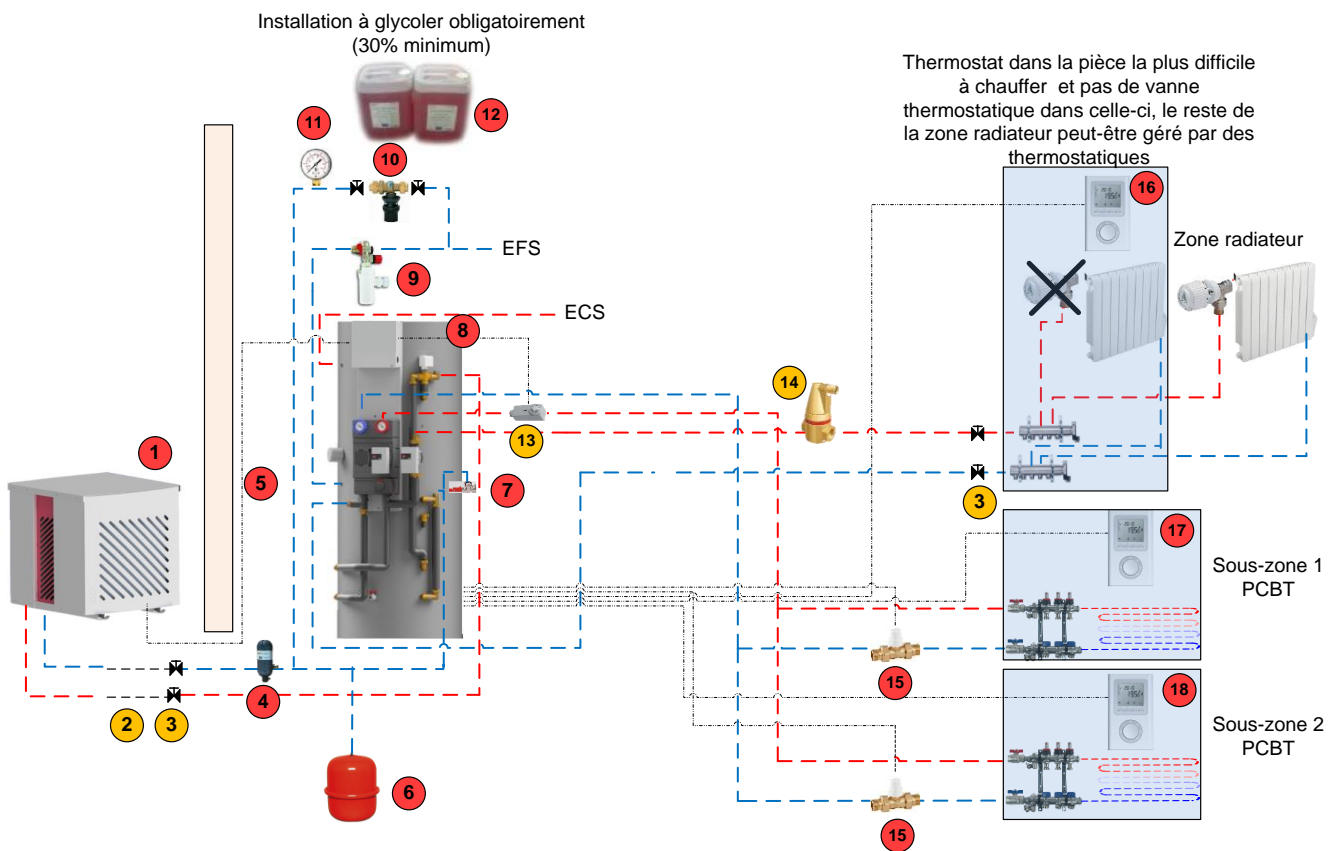 Installation à glycoler obligatoirement
(30% minimum)
Thermostat dans la pièce la plus difficile
à chauffer et pas de vanne
thermostatique dans celle-ci, le reste de
la zone radiateur peut-être géré par des
thermostatiques
11
12
10
16
Zone radiateur
EFS
9
ECS
8
14
13
1
5
7
3
17
Sous-zone 1
PCBT
15
4
2
3
18
Sous-zone 2
PCBT
6
15